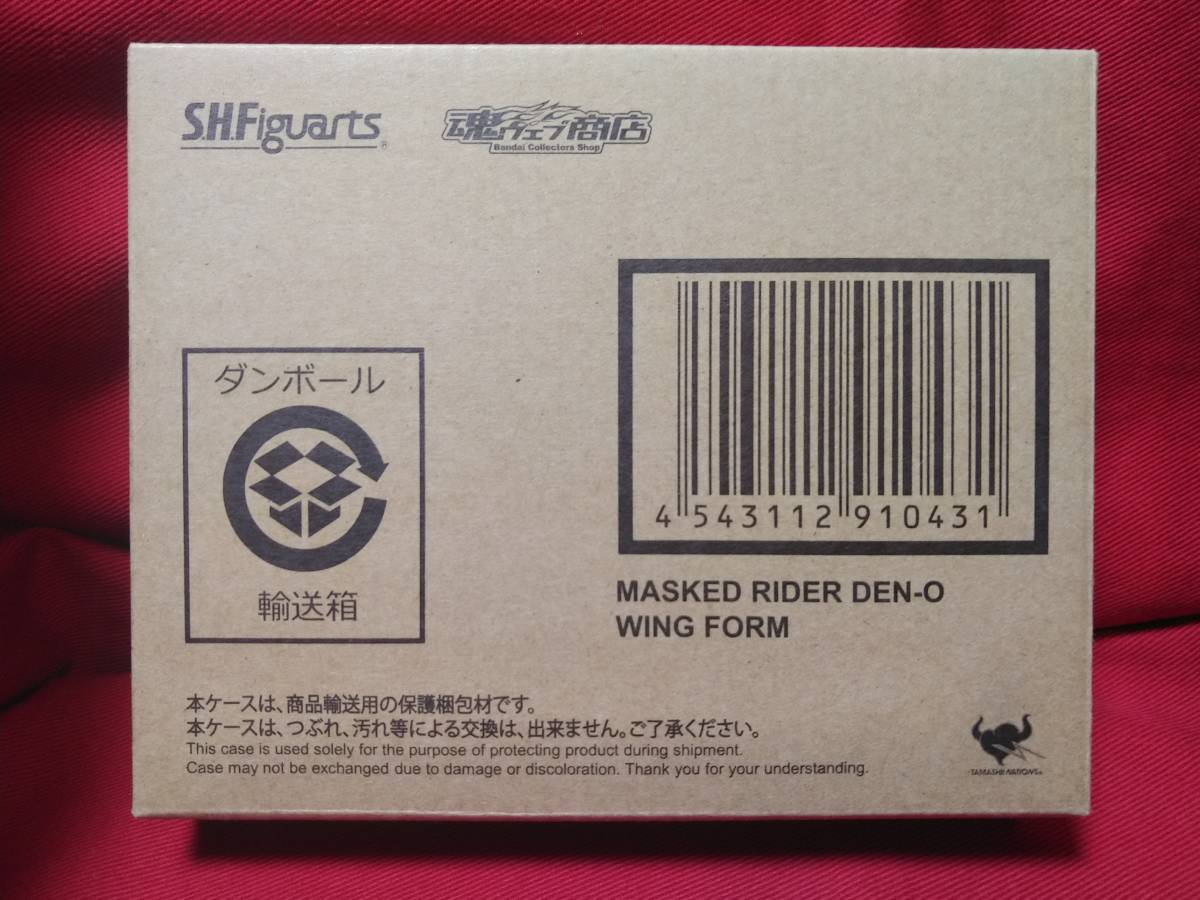 S.H.Figuarts
®
魂ウェブ商店
Bandai Collectors Shop
ダンボール
輸送箱
4 543112 910431
MASKED RIDER DEN-O
WING FORM
本ケースは、商品輸送用の保護梱包材です。
本ケースは、つぶれ、汚れ等による交換は、出来ません。ご了承ください。
This case is used solely for the purpose of protecting product during shipment.
Case may not be exchanged due to damage or discoloration. Thank you for your understanding.
TAMASHII NATIONS